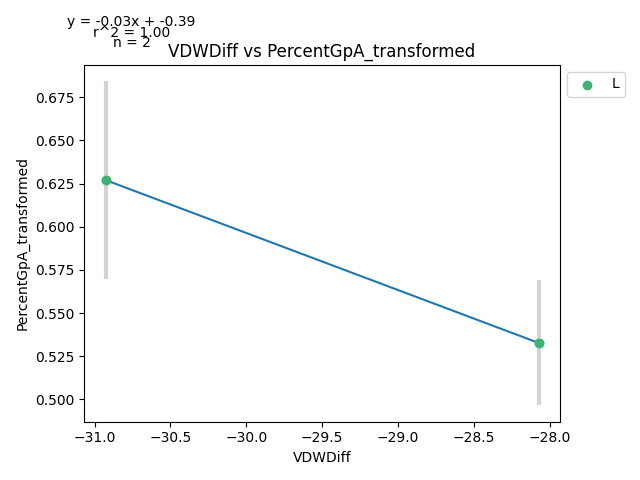 y = -0.03x + -0.39
r^2 = 1.00
n = 2
VDWDiff vs PercentGpA_transformed
L
PercentGpA_transformed
0.675
0.650
0.625
0.600
0.575
0.550
0.525
0.500
−31.0 −30.5 −30.0 −29.5 −29.0 −28.5 −28.0
VDWDiff